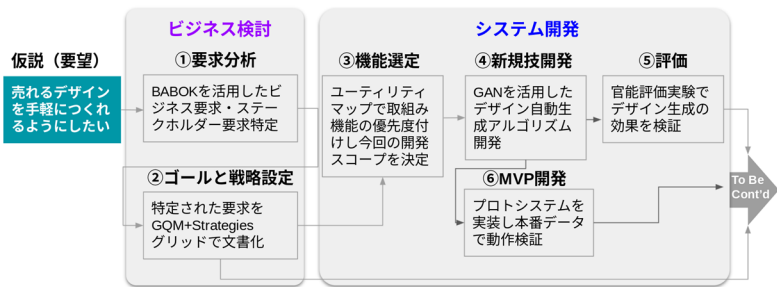 ビジネス検討
システム開発
仮説（要望）
売れるデザイン
を手軽につくれ
るようにしたい
①要求分析
BABOKを活用したビ
ジネス要求・ステー
クホルダー要求特定
②ゴールと戦略設定
特定された要求を
GQM+Strategies
グリッドで文書化
③機能選定
ユーティリティ
マップで取組み
機能の優先度付
けし今回の開発
スコープを決定
④新規技開発
GANを活用した
デザイン自動生
成アルゴリズム
開発
⑤評価
官能評価実験で
デザイン生成の
効果を検証
⑥MVP開発
プロトシステムを
実装し本番データ
で動作検証
To Be
Cont'd